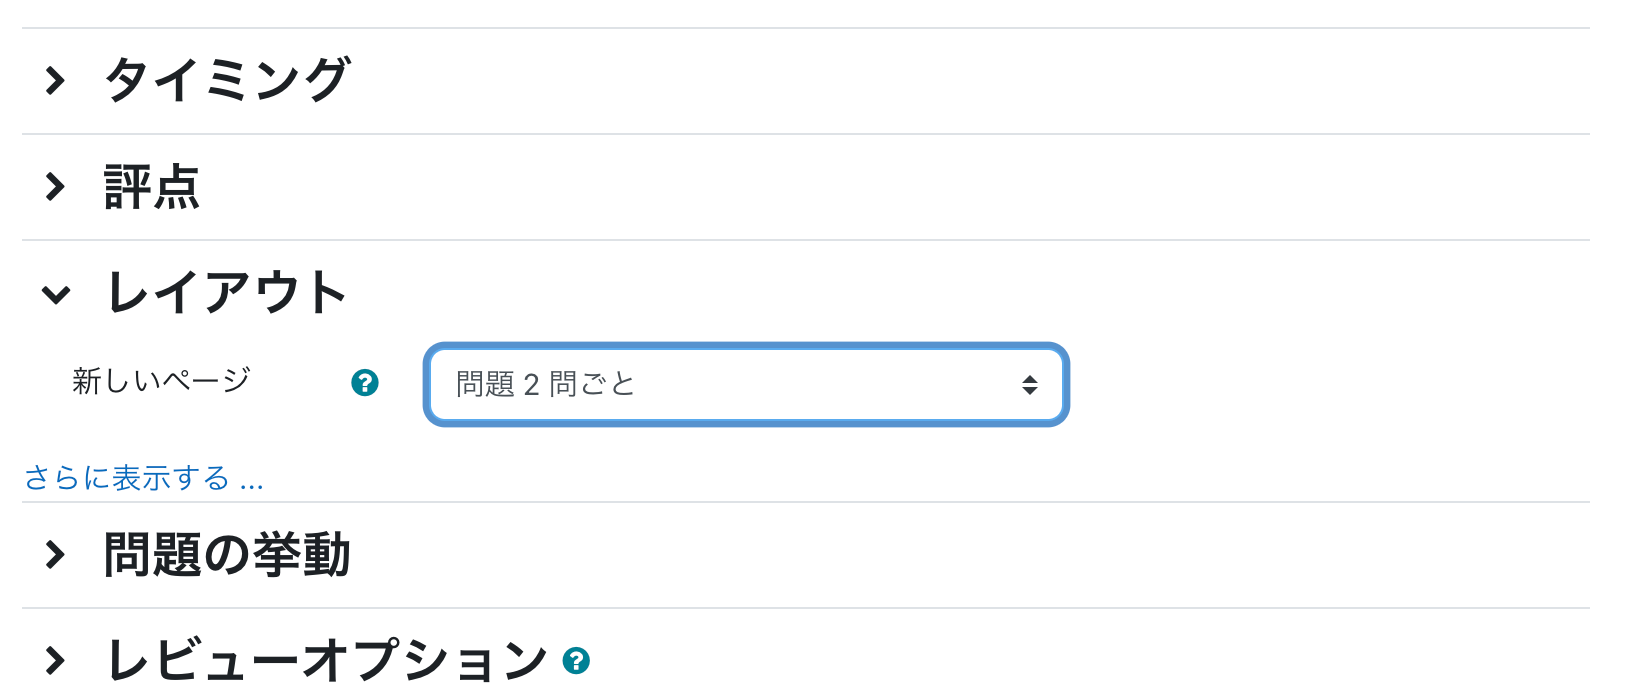 タイミング
評点
レイアウト
新しいページ
問題 2 問ごと
さらに表示する ...
問題の挙動
レビューオプション